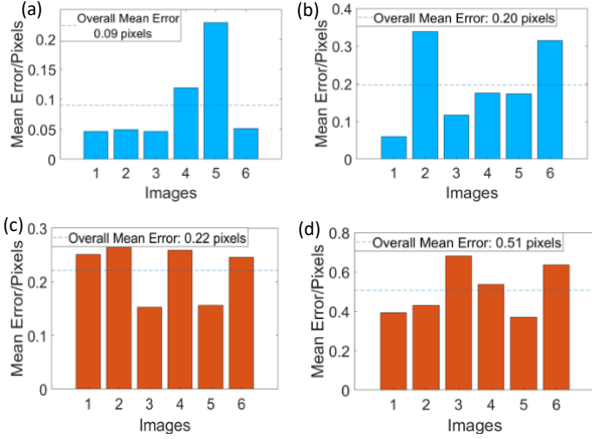 (a)
Overall Mean Error
0.09 pixels
Mean Error/Pixels
0.2
0.15
0.1
0.05
0
1 2 3 4 5 6
Images
(b)
Overall Mean Error: 0.20 pixels
Mean Error/Pixels
0.4
0.3
0.2
0.1
0
1 2 3 4 5 6
Images
(c)
Overall Mean Error: 0.22 pixels
Mean Error/Pixels
0.3
0.2
0.1
0
1 2 3 4 5 6
Images
(d)
Overall Mean Error: 0.51 pixels
Mean Error/Pixels
0.8
0.6
0.4
0.2
0
1 2 3 4 5 6
Images